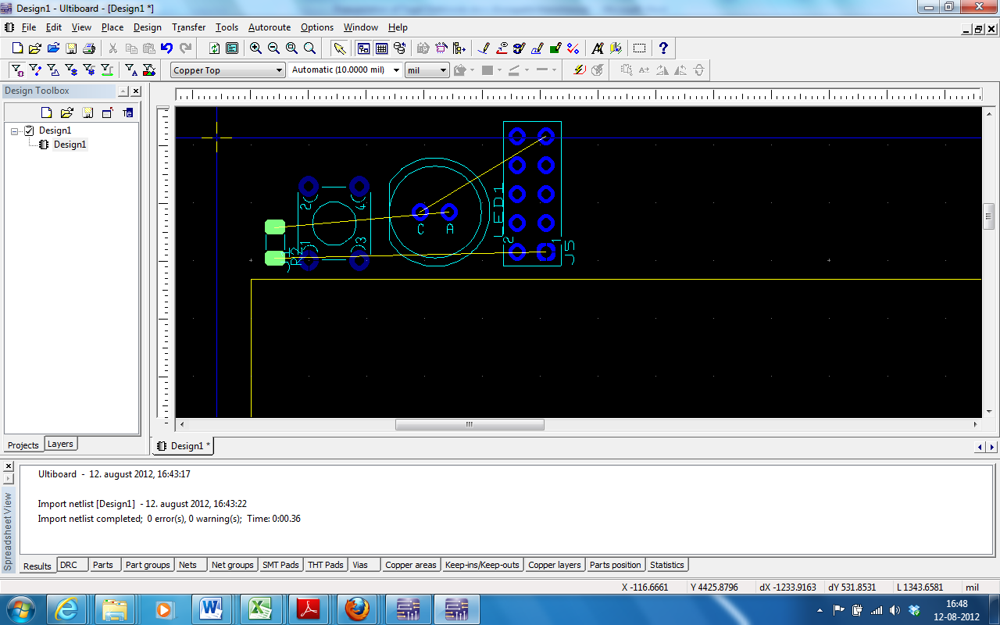 Design1 - Ultiboard - [Design1 *]
File Edit View Place Design Transfer Tools Autoroute Options Window Help
Copper Top Automatic (10.0000 mil) mil
Design Toolbox
Design1
Design1
2 4
C A
LED1
2 1
1 3
R2
J5
Projects Layers
Design1 *
Spreadsheet View
Ultiboard - 12. august 2012, 16:43:17
Import netlist [Design1] - 12. august 2012, 16:43:22
Import netlist completed; 0 error(s), 0 warning(s); Time: 0:00.36
Results DRC Parts Part groups Nets Net groups SMT Pads THT Pads Vias Copper areas Keep-ins/Keep-outs Copper layers Parts position Statistics
X -116.6661 Y 4425.8796 dX -1233.9163 dY 531.8531 L 1343.6581 mil
16:48
12-08-2012